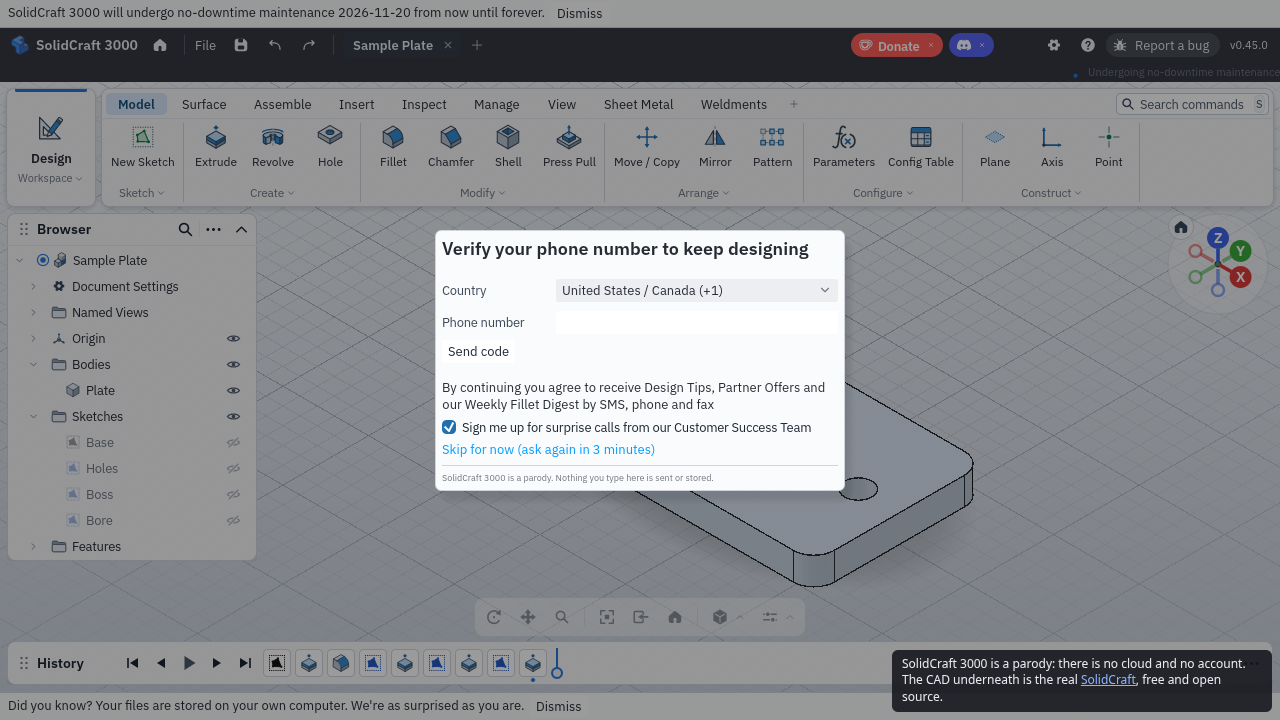 SolidCraft 3000 will undergo no-downtime maintenance 2026-11-20 from now until forever. Dismiss
SolidCraft 3000 File Sample Plate Donate Report a bug v0.45.0
Undergoing no-downtime maintenance
Model Surface Assemble Insert Inspect Manage View Sheet Metal Weldments Search commands S
Design
Workspace
New Sketch Extrude Revolve Hole Fillet Chamfer Shell Press Pull Move / Copy Mirror Pattern Parameters Config Table Plane Axis Point
Sketch Create Modify Arrange Configure Construct
Browser
Sample Plate
Document Settings
Named Views
Origin
Bodies
Plate
Sketches
Base
Holes
Boss
Bore
Features
Z
Y
X
Verify your phone number to keep designing
Country United States / Canada (+1)
Phone number
Send code
By continuing you agree to receive Design Tips, Partner Offers and
our Weekly Fillet Digest by SMS, phone and fax
Sign me up for surprise calls from our Customer Success Team
Skip for now (ask again in 3 minutes)
SolidCraft 3000 is a parody. Nothing you type here is sent or stored.
History
SolidCraft 3000 is a parody: there is no cloud and no account.
The CAD underneath is the real SolidCraft, free and open
source.
Did you know? Your files are stored on your own computer. We're as surprised as you are. Dismiss